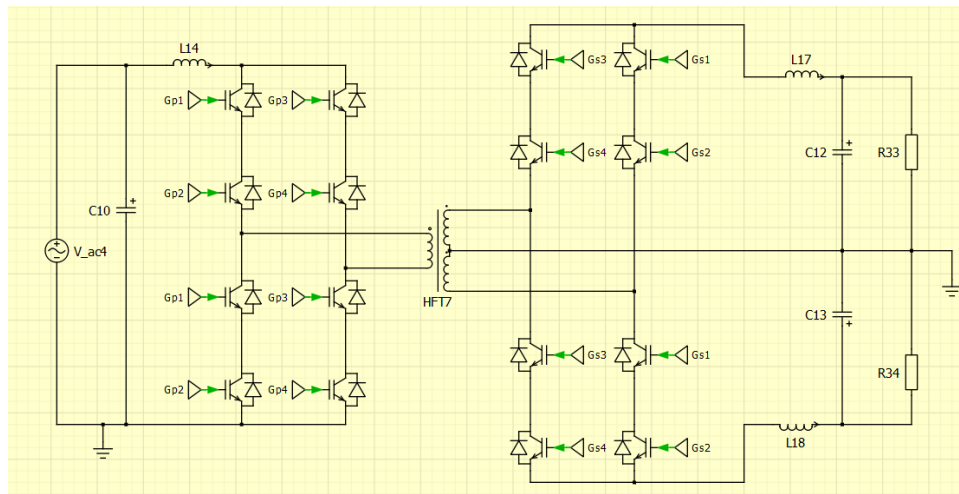 L14
Gp1
Gp3
Gs3
Gs1
L17
Gp2
Gp4
Gs4
Gs2
C12
R33
C10
V_ac4
HFT7
Gp1
Gp3
Gs3
Gs1
C13
R34
Gp2
Gp4
Gs4
Gs2
L18